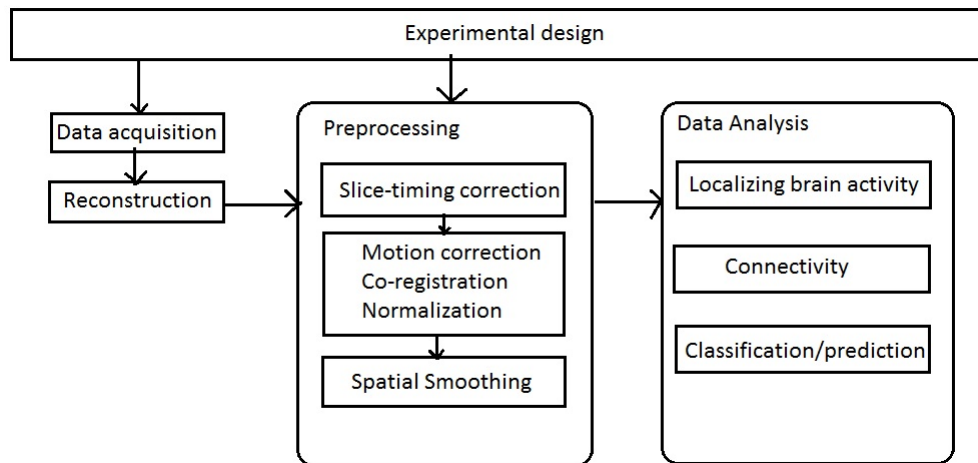 Experimental design
Data acquisition
Reconstruction
Preprocessing
Slice-timing correction
Motion correction
Co-registration
Normalization
Spatial Smoothing
Data Analysis
Localizing brain activity
Connectivity
Classification/prediction